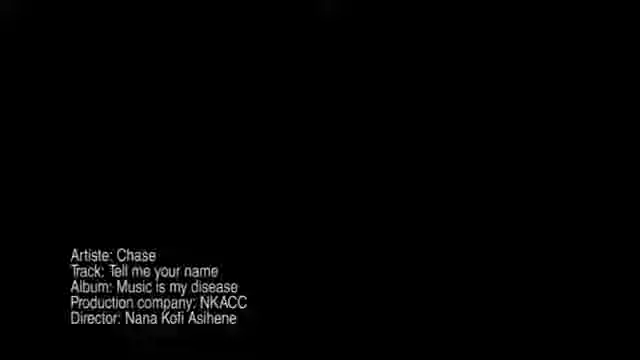 Artiste: Chase
Track: Tell me your name
Album: Music is my disease
Production company: NKACC
Director: Nana Kofi Asihene